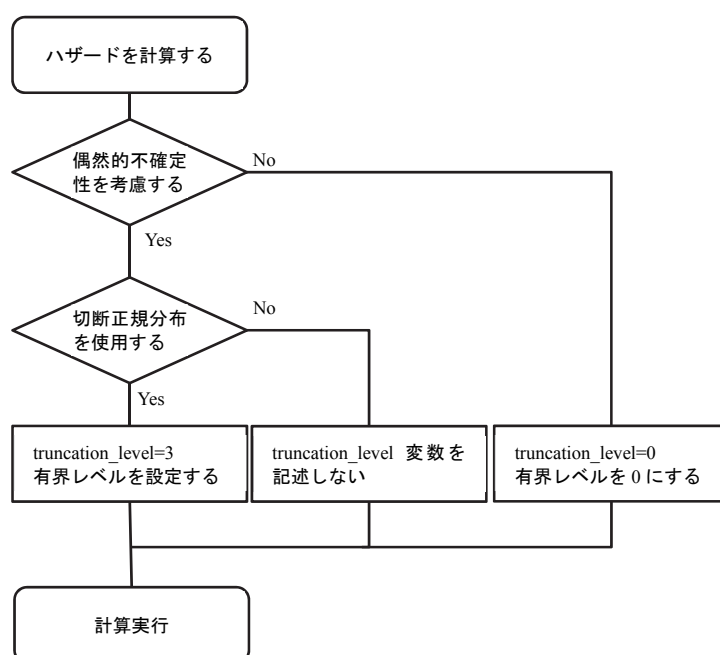 ハザードを計算する
偶然的不確定
性を考慮する
No
Yes
切断正規分布
を使用する
No
Yes
truncation_level=3
有界レベルを設定する
truncation_level 変数を
記述しない
truncation_level=0
有界レベルを 0 にする
計算実行